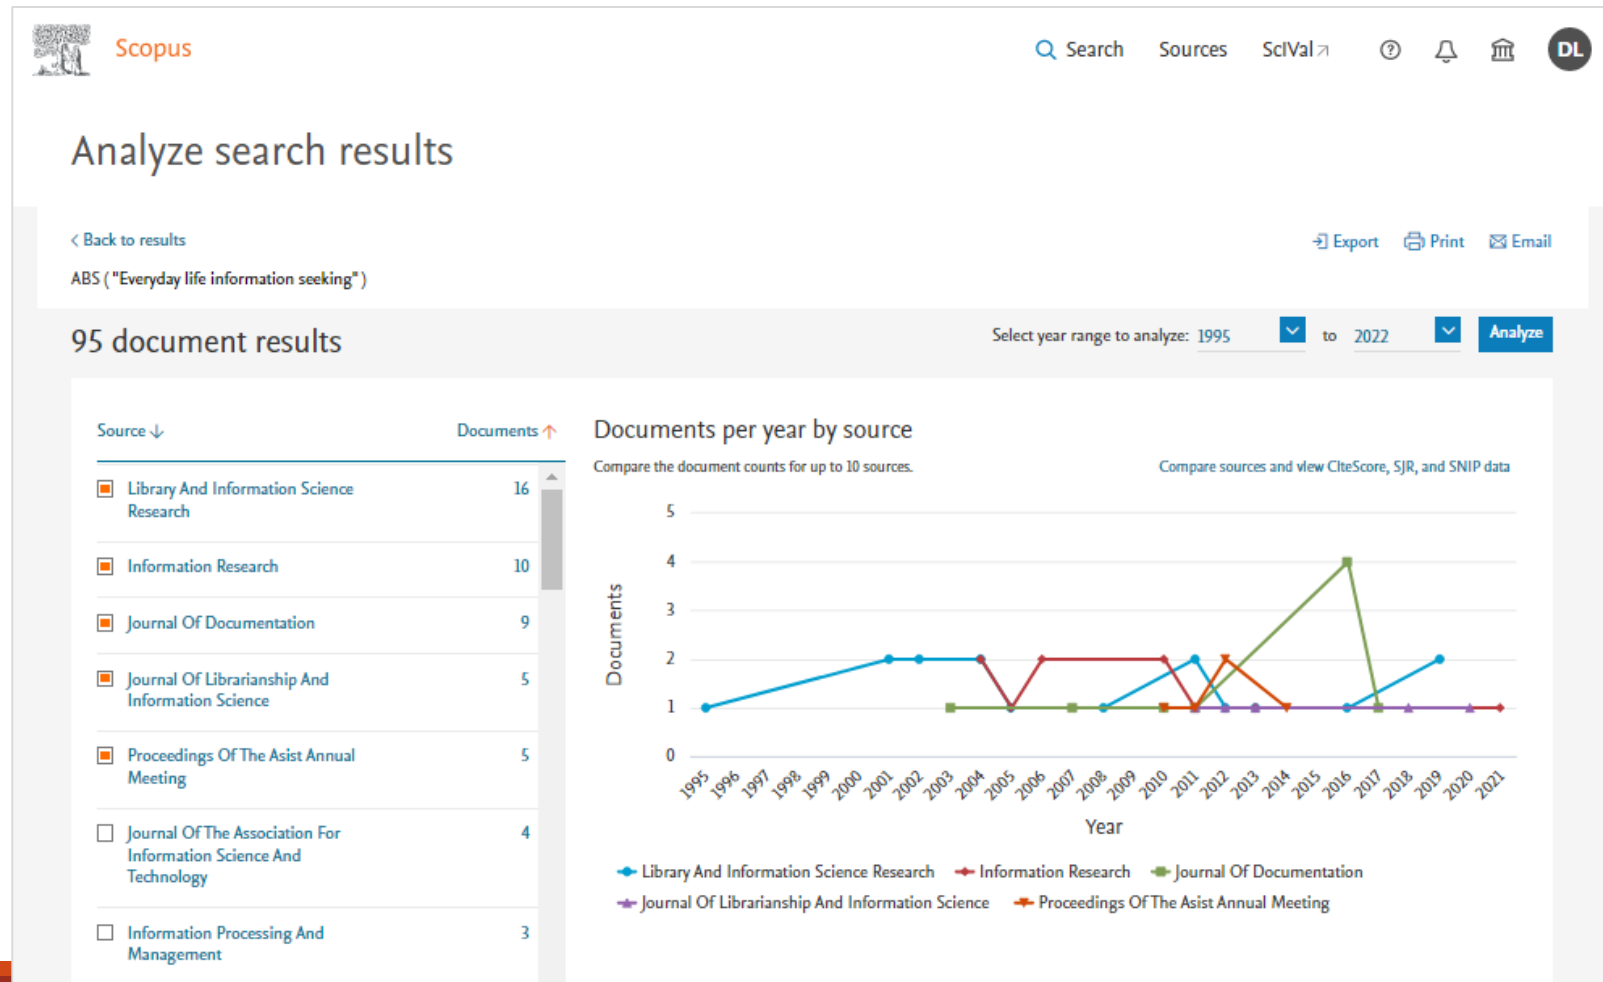 Scopus
Search Sources SciVal
DL
Analyze search results
Back to results
Export Print Email
ABS ( "Everyday life information seeking" )
95 document results
Select year range to analyze: 1995 to 2022 Analyze
Source Documents
Library And Information Science
Research
16
Information Research 10
Journal Of Documentation 9
Journal Of Librarianship And
Information Science
5
Proceedings Of The Asist Annual
Meeting
5
Journal Of The Association For
Information Science And
Technology
4
Information Processing And
Management
3
Documents per year by source
Compare the document counts for up to 10 sources.
Compare sources and view CiteScore, SJR, and SNIP data
Documents
5
4
3
2
1
0
1995 1996 1997 1998 1999 2000 2001 2002 2003 2004 2005 2006 2007 2008 2009 2010 2011 2012 2013 2014 2015 2016 2017 2018 2019 2020 2021
Year
Library And Information Science Research Information Research Journal Of Documentation
Journal Of Librarianship And Information Science Proceedings Of The Asist Annual Meeting